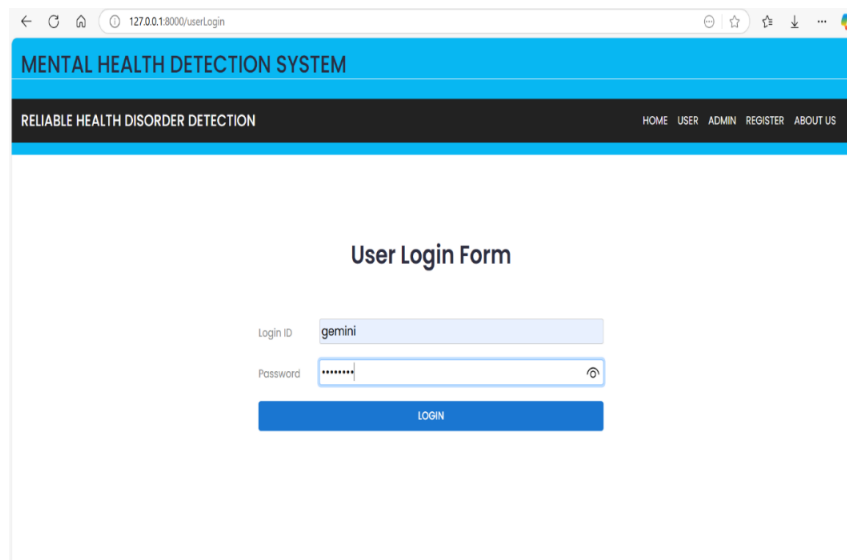 127.0.0.1:8000/userLogin
MENTAL HEALTH DETECTION SYSTEM
RELIABLE HEALTH DISORDER DETECTION HOME USER ADMIN REGISTER ABOUT US
User Login Form
Login ID gemini
Password ••••••••
LOGIN